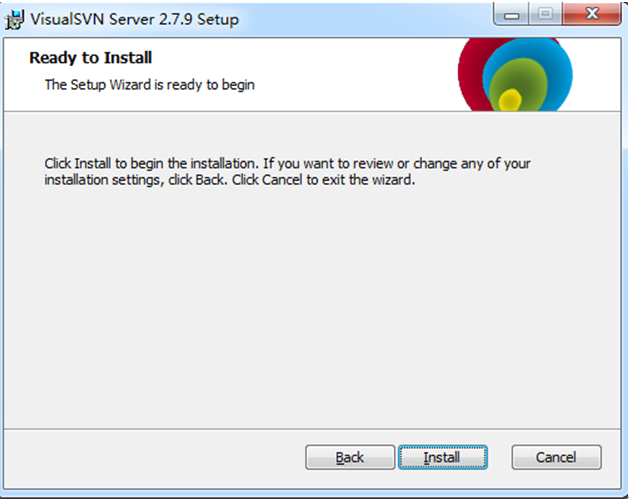 VisualSVN Server 2.7.9 Setup
Ready to Install
The Setup Wizard is ready to begin
Click Install to begin the installation. If you want to review or change any of your
installation settings, click Back. Click Cancel to exit the wizard.
Back Install Cancel